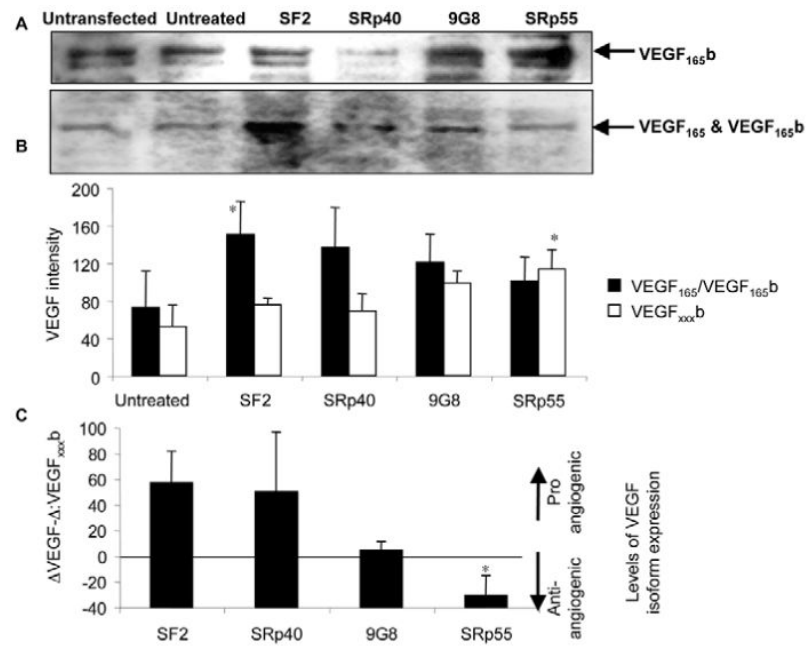 A
Untransfected Untreated SF2 SRp40 9G8 SRp55
VEGF₁₆₅b
VEGF₁₆₅ & VEGF₁₆₅b
B
200
160
120
80
40
0
VEGF intensity
*
*
VEGF₁₆₅/VEGF₁₆₅b
VEGFₓₓₓb
Untreated SF2 SRp40 9G8 SRp55
C
100
80
60
40
20
0
-20
-40
ΔVEGF-Δ:VEGFₓₓₓb
*
Pro
angiogenic
Anti-
angiogenic
Levels of VEGF
isoform expression
SF2 SRp40 9G8 SRp55